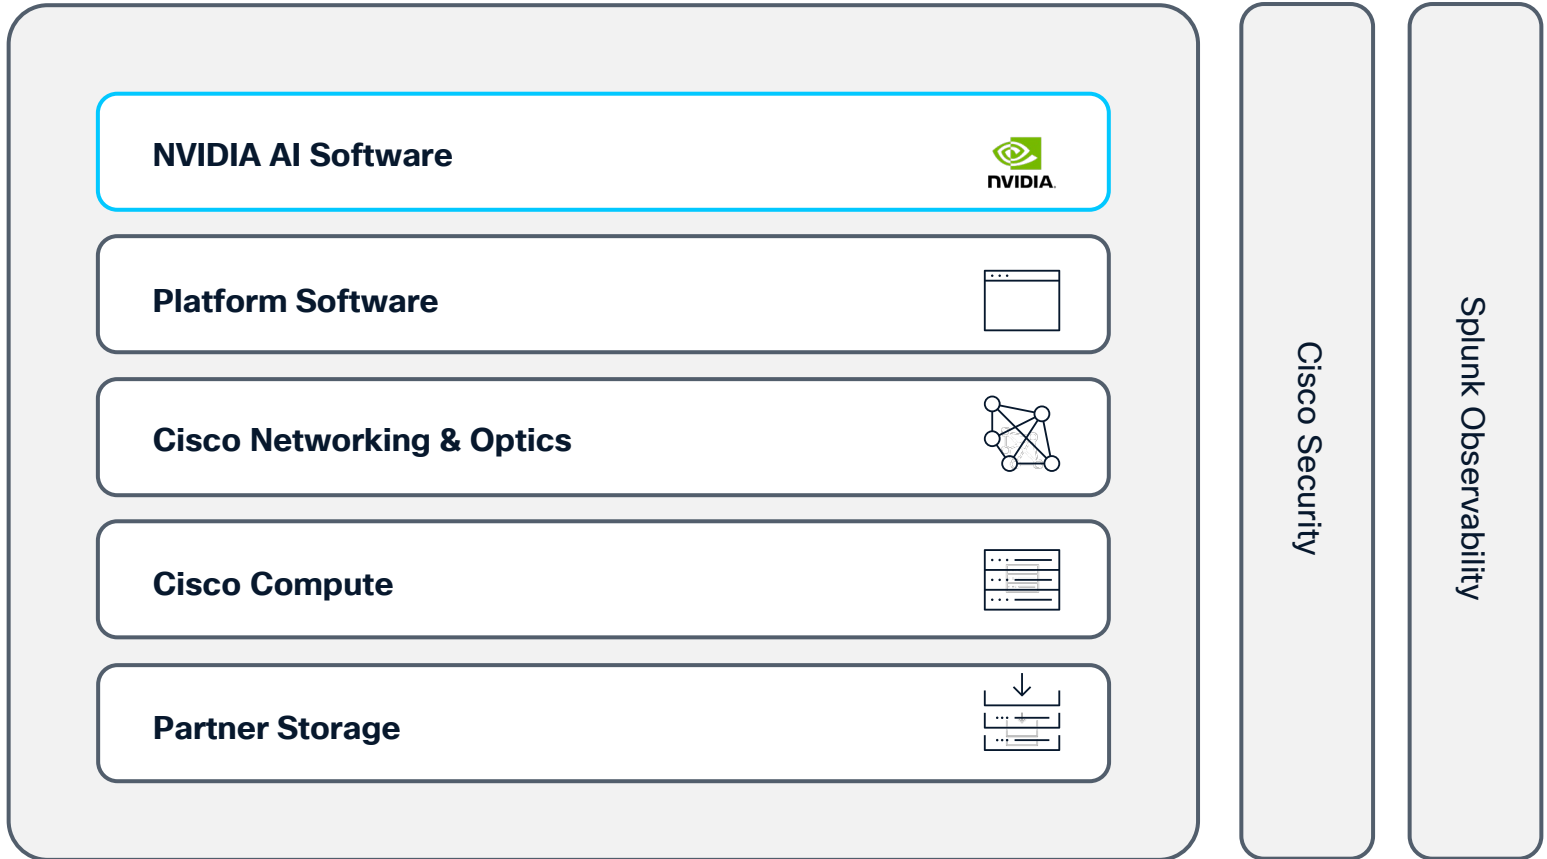 NVIDIA AI Software
NVIDIA
Platform Software
Cisco Networking & Optics
Cisco Compute
Partner Storage
Cisco Security
Splunk Observability